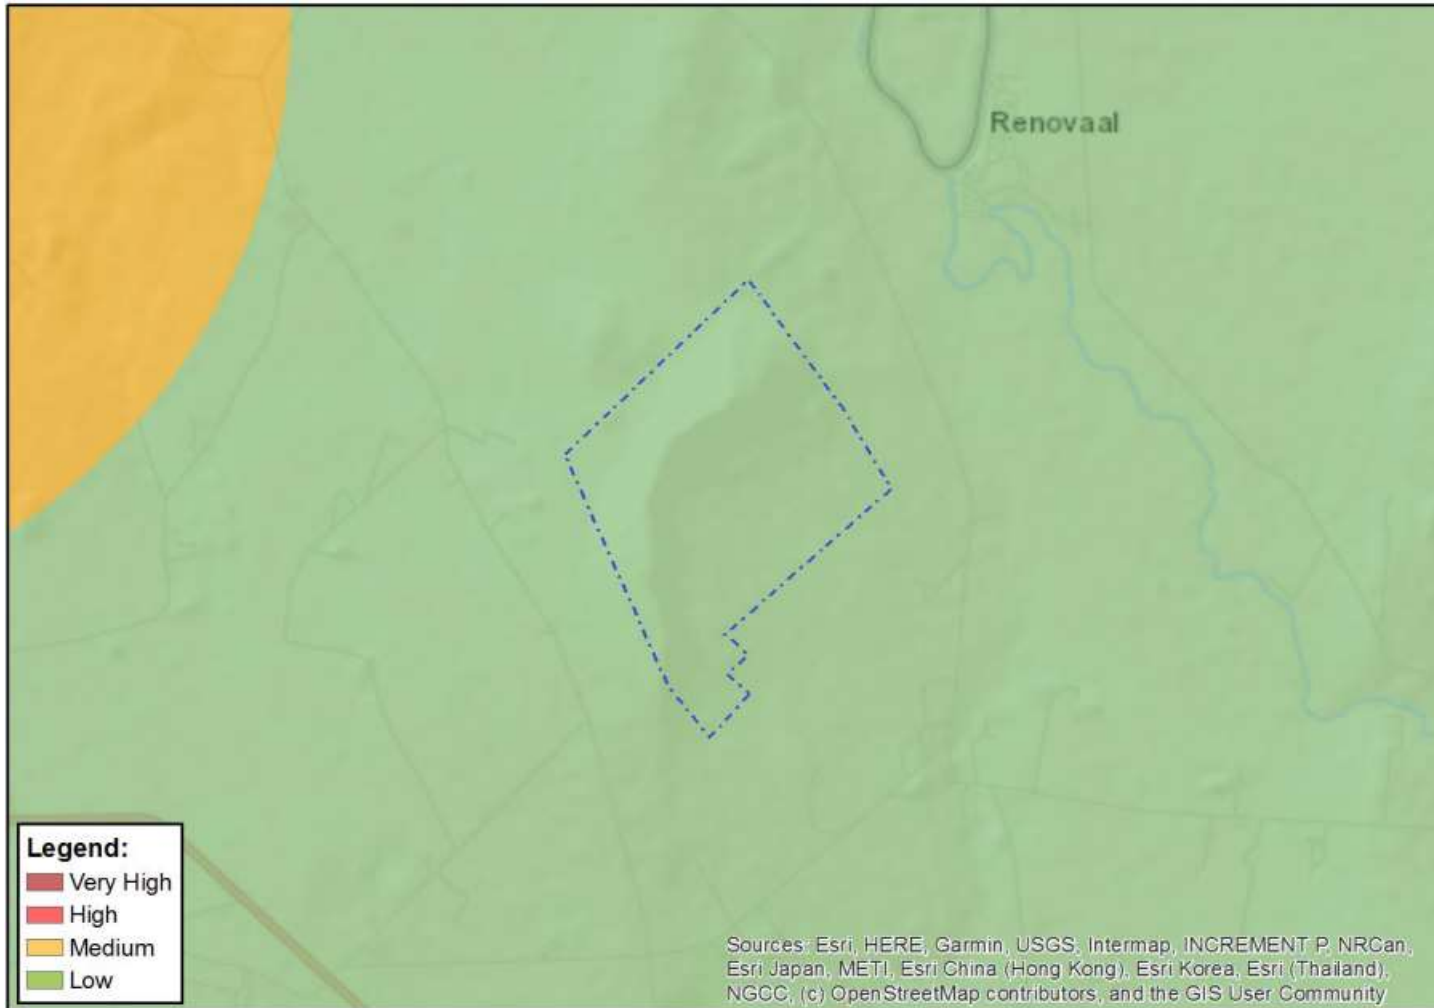 Renovaal
Legend:
Very High
High
Medium
Low
Sources: Esri, HERE, Garmin, USGS, Intermap, INCREMENT P, NRCan,
Esri Japan, METI, Esri China (Hong Kong), Esri Korea, Esri (Thailand),
NGCC, (c) OpenStreetMap contributors, and the GIS User Community